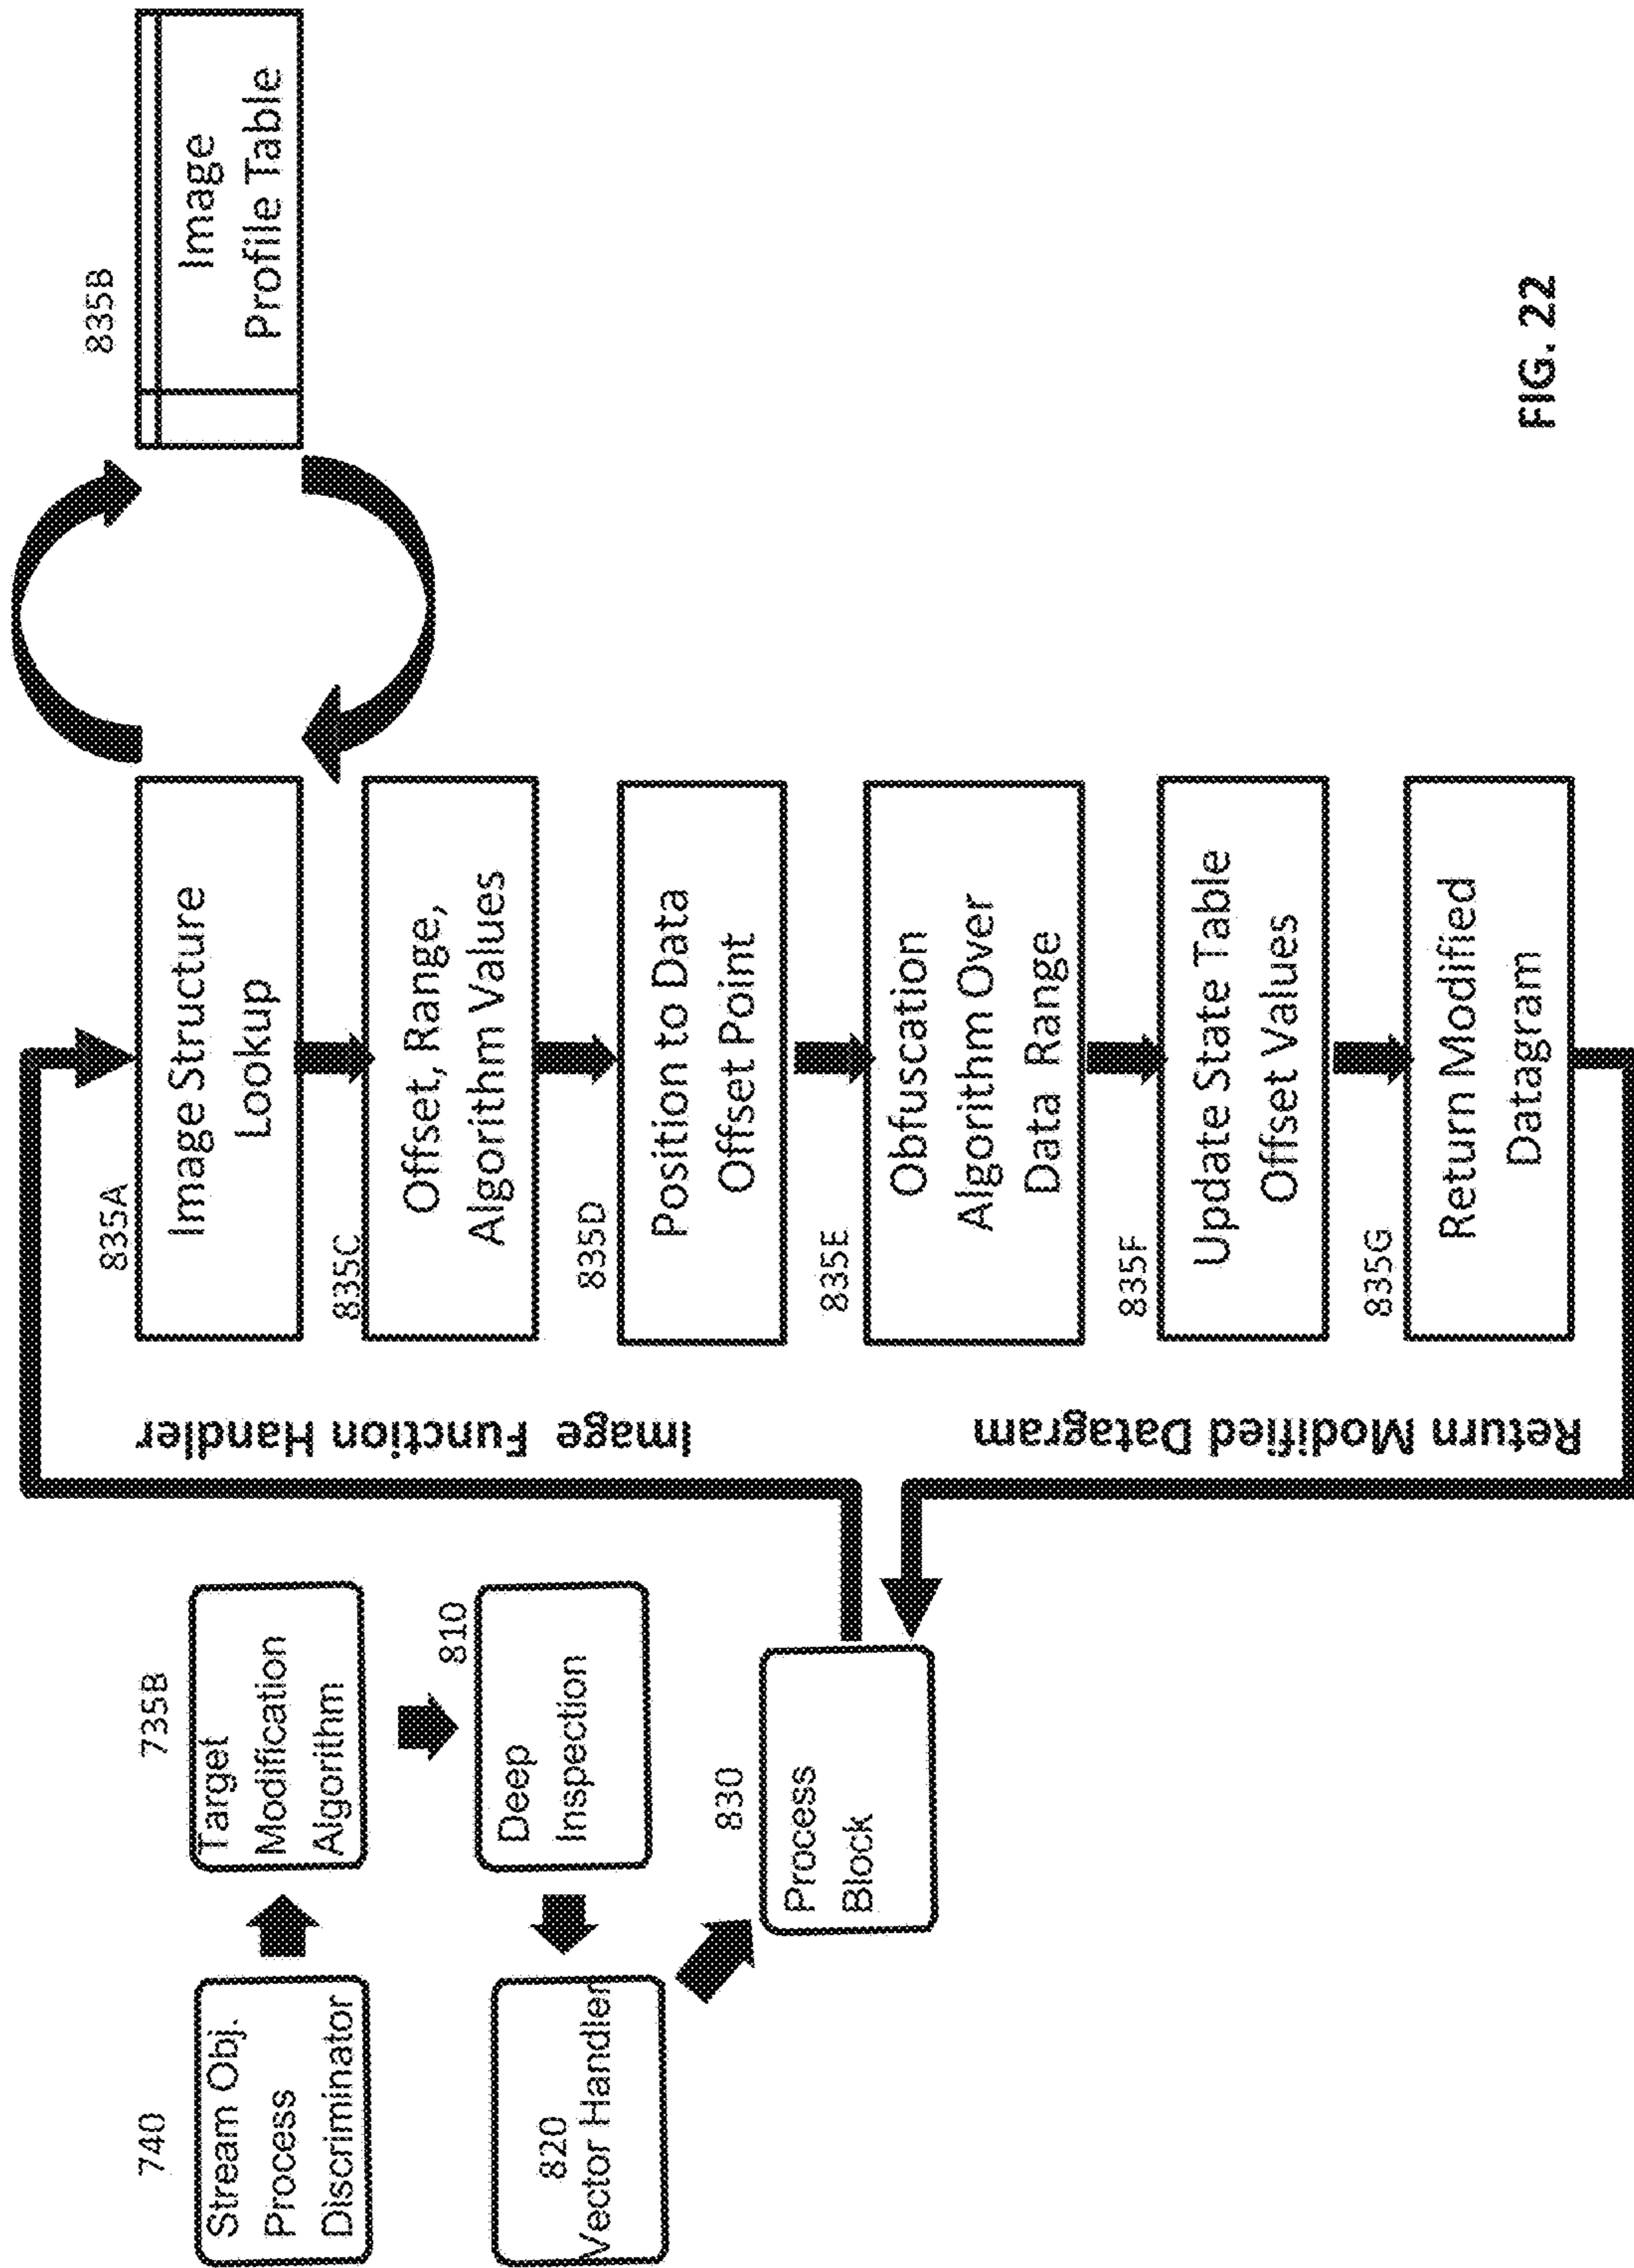 740
Stream Obj.
Process
Discriminator
735B
Target
Modification
Algorithm
810
Deep
Inspection
820
Vector Handler
830
Process
Block
Image Function Handler
Return Modified Datagram
835A
Image Structure
Lookup
835B
Image
Profile Table
835C
Offset, Range,
Algorithm Values
835D
Position to Data
Offset Point
835E
Obfuscation
Algorithm Over
Data Range
835F
Update State Table
Offset Values
835G
Return Modified
Datagram
FIG. 22